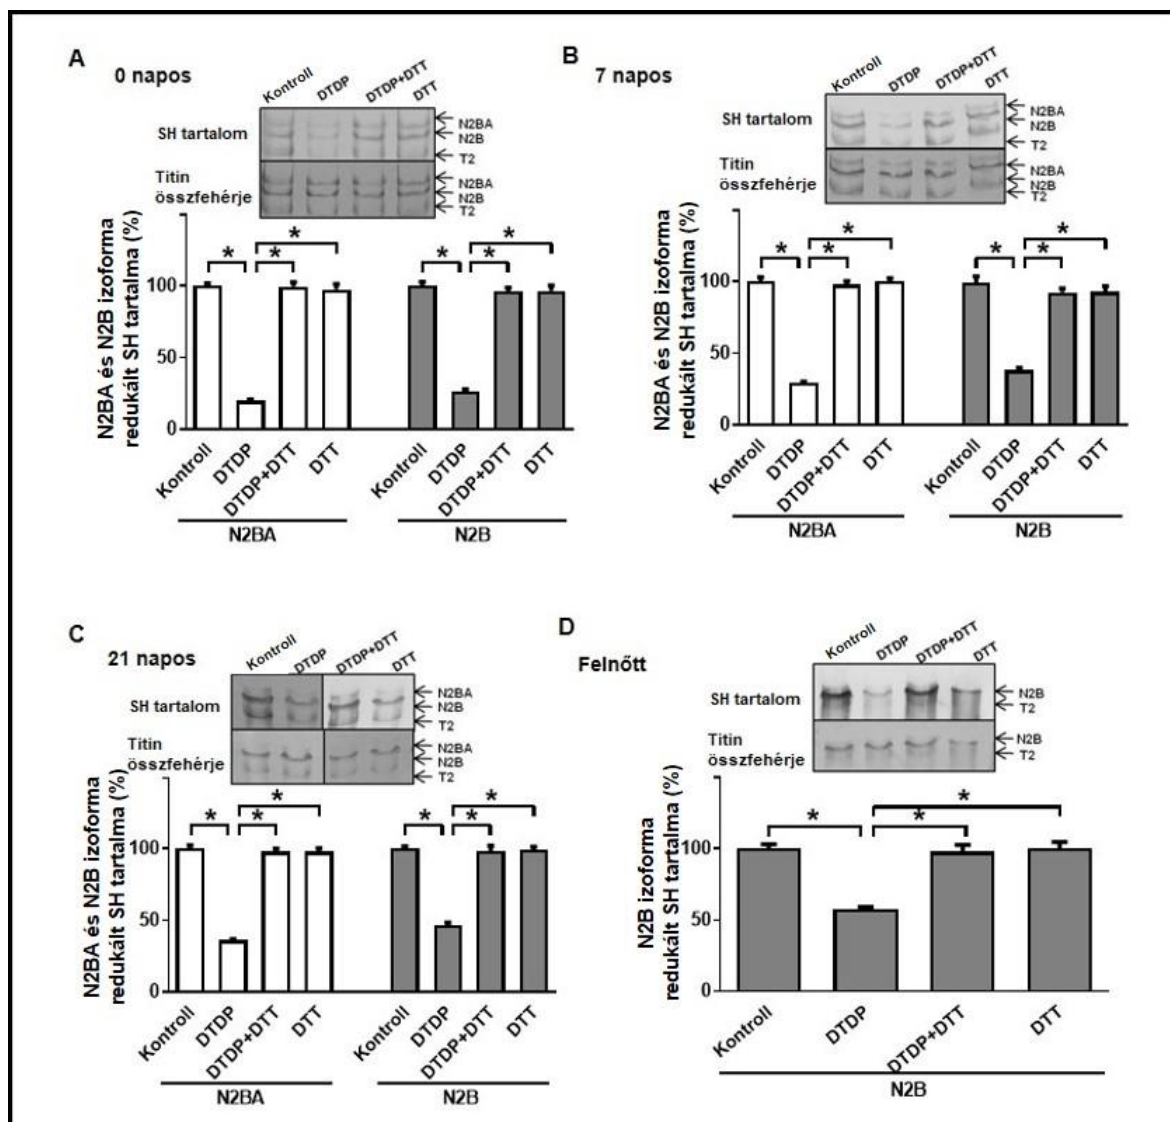 A
0 napos
Kontroll
DTDP
DTDP+DTT
DTT
SH tartalom
N2BA
N2B
T2
Titin
összfehérje
N2BA
N2B
T2
N2BA és N2B izoforma
redukált SH tartalma (%)
100
50
0
* * *
* * *
Kontroll
DTDP
DTDP+DTT
DTT
Kontroll
DTDP
DTDP+DTT
DTT
N2BA
N2B
B
7 napos
Kontroll
DTDP
DTDP+DTT
DTT
SH tartalom
N2BA
N2B
T2
Titin
összfehérje
N2BA
N2B
T2
N2BA és N2B izoforma
redukált SH tartalma (%)
100
50
0
* * *
* * *
Kontroll
DTDP
DTDP+DTT
DTT
Kontroll
DTDP
DTDP+DTT
DTT
N2BA
N2B
C
21 napos
Kontroll
DTDP
DTDP+DTT
DTT
SH tartalom
N2BA
N2B
T2
Titin
összfehérje
N2BA
N2B
T2
N2BA és N2B izoforma
redukált SH tartalma (%)
100
50
0
* * *
* * *
Kontroll
DTDP
DTDP+DTT
DTT
Kontroll
DTDP
DTDP+DTT
DTT
N2BA
N2B
D
Felnőtt
Kontroll
DTDP
DTDP+DTT
DTT
SH tartalom
N2B
T2
Titin
összfehérje
N2B
T2
N2B izoforma
redukált SH tartalma (%)
100
50
0
* * *
Kontroll
DTDP
DTDP+DTT
DTT
N2B